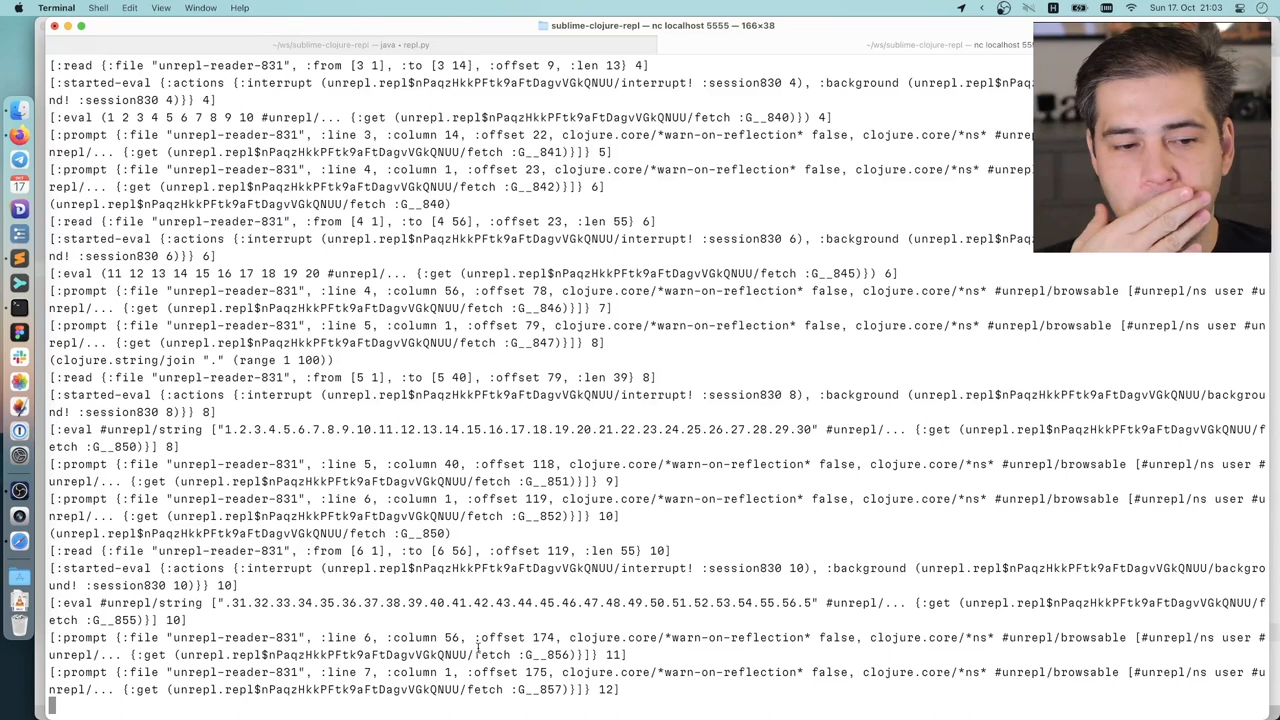 Terminal Shell Edit View Window Help Sun 17. Oct 21:03
sublime-clojure-repl — nc localhost 5555 — 166×38
~/ws/sublime-clojure-repl — java ◂ repl.py ~/ws/sublime-clojure-repl — nc localhost 555
[:read {:file "unrepl-reader-831", :from [3 1], :to [3 14], :offset 9, :len 13} 4]
[:started-eval {:actions {:interrupt (unrepl.repl$nPaqzHkkPFtk9aFtDagvVGkQNUU/interrupt! :session830 4), :background (unrepl.repl$nP
nd! :session830 4)}} 4]
[:eval (1 2 3 4 5 6 7 8 9 10 #unrepl/... {:get (unrepl.repl$nPaqzHkkPFtk9aFtDagvVGkQNUU/fetch :G__840)}) 4]
[:prompt {:file "unrepl-reader-831", :line 3, :column 14, :offset 22, clojure.core/*warn-on-reflection* false, clojure.core/*ns* #un
nrepl/... {:get (unrepl.repl$nPaqzHkkPFtk9aFtDagvVGkQNUU/fetch :G__841)}]]} 5]
[:prompt {:file "unrepl-reader-831", :line 4, :column 1, :offset 23, clojure.core/*warn-on-reflection* false, clojure.core/*ns* #unr
repl/... {:get (unrepl.repl$nPaqzHkkPFtk9aFtDagvVGkQNUU/fetch :G__842)}]]} 6]
(unrepl.repl$nPaqzHkkPFtk9aFtDagvVGkQNUU/fetch :G__840)
[:read {:file "unrepl-reader-831", :from [4 1], :to [4 56], :offset 23, :len 55} 6]
[:started-eval {:actions {:interrupt (unrepl.repl$nPaqzHkkPFtk9aFtDagvVGkQNUU/interrupt! :session830 6), :background (unrepl.repl$nP
nd! :session830 6)}} 6]
[:eval (11 12 13 14 15 16 17 18 19 20 #unrepl/... {:get (unrepl.repl$nPaqzHkkPFtk9aFtDagvVGkQNUU/fetch :G__845)}) 6]
[:prompt {:file "unrepl-reader-831", :line 4, :column 56, :offset 78, clojure.core/*warn-on-reflection* false, clojure.core/*ns* #unrepl/browsable [#unrepl/ns user #u
nrepl/... {:get (unrepl.repl$nPaqzHkkPFtk9aFtDagvVGkQNUU/fetch :G__846)}]]} 7]
[:prompt {:file "unrepl-reader-831", :line 5, :column 1, :offset 79, clojure.core/*warn-on-reflection* false, clojure.core/*ns* #unrepl/browsable [#unrepl/ns user #un
repl/... {:get (unrepl.repl$nPaqzHkkPFtk9aFtDagvVGkQNUU/fetch :G__847)}]]} 8]
(clojure.string/join "." (range 1 100))
[:read {:file "unrepl-reader-831", :from [5 1], :to [5 40], :offset 79, :len 39} 8]
[:started-eval {:actions {:interrupt (unrepl.repl$nPaqzHkkPFtk9aFtDagvVGkQNUU/interrupt! :session830 8), :background (unrepl.repl$nPaqzHkkPFtk9aFtDagvVGkQNUU/backgrou
nd! :session830 8)}} 8]
[:eval #unrepl/string ["1.2.3.4.5.6.7.8.9.10.11.12.13.14.15.16.17.18.19.20.21.22.23.24.25.26.27.28.29.30" #unrepl/... {:get (unrepl.repl$nPaqzHkkPFtk9aFtDagvVGkQNUU/f
etch :G__850)}] 8]
[:prompt {:file "unrepl-reader-831", :line 5, :column 40, :offset 118, clojure.core/*warn-on-reflection* false, clojure.core/*ns* #unrepl/browsable [#unrepl/ns user #
unrepl/... {:get (unrepl.repl$nPaqzHkkPFtk9aFtDagvVGkQNUU/fetch :G__851)}]]} 9]
[:prompt {:file "unrepl-reader-831", :line 6, :column 1, :offset 119, clojure.core/*warn-on-reflection* false, clojure.core/*ns* #unrepl/browsable [#unrepl/ns user #u
nrepl/... {:get (unrepl.repl$nPaqzHkkPFtk9aFtDagvVGkQNUU/fetch :G__852)}]]} 10]
(unrepl.repl$nPaqzHkkPFtk9aFtDagvVGkQNUU/fetch :G__850)
[:read {:file "unrepl-reader-831", :from [6 1], :to [6 56], :offset 119, :len 55} 10]
[:started-eval {:actions {:interrupt (unrepl.repl$nPaqzHkkPFtk9aFtDagvVGkQNUU/interrupt! :session830 10), :background (unrepl.repl$nPaqzHkkPFtk9aFtDagvVGkQNUU/backgro
und! :session830 10)}} 10]
[:eval #unrepl/string [".31.32.33.34.35.36.37.38.39.40.41.42.43.44.45.46.47.48.49.50.51.52.53.54.55.56.5" #unrepl/... {:get (unrepl.repl$nPaqzHkkPFtk9aFtDagvVGkQNUU/f
etch :G__855)}] 10]
[:prompt {:file "unrepl-reader-831", :line 6, :column 56, :offset 174, clojure.core/*warn-on-reflection* false, clojure.core/*ns* #unrepl/browsable [#unrepl/ns user #
unrepl/... {:get (unrepl.repl$nPaqzHkkPFtk9aFtDagvVGkQNUU/fetch :G__856)}]]} 11]
[:prompt {:file "unrepl-reader-831", :line 7, :column 1, :offset 175, clojure.core/*warn-on-reflection* false, clojure.core/*ns* #unrepl/browsable [#unrepl/ns user #u
nrepl/... {:get (unrepl.repl$nPaqzHkkPFtk9aFtDagvVGkQNUU/fetch :G__857)}]]} 12]